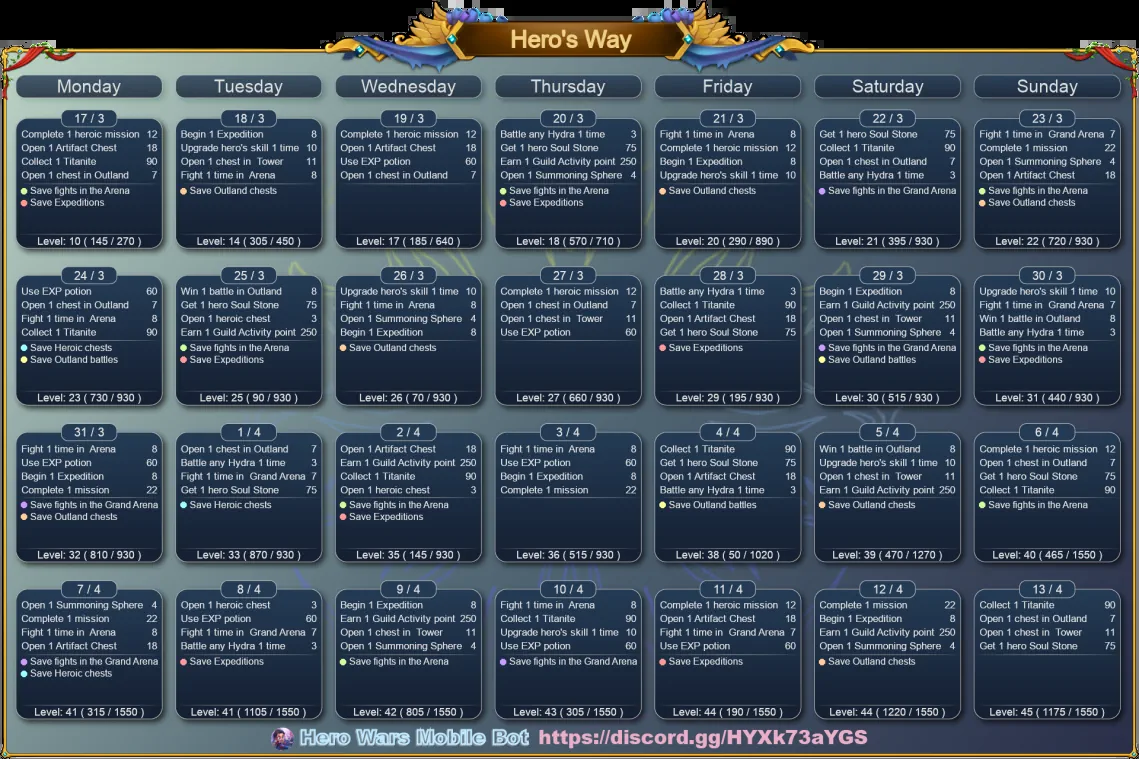 Hero's Way
Monday
Tuesday
Wednesday
Thursday
Friday
Saturday
Sunday
17 / 3
Complete 1 heroic mission 12
Open 1 Artifact Chest 18
Collect 1 Titanite 90
Open 1 chest in Outland 7
Save fights in the Arena
Save Expeditions
Level: 10 ( 145 / 270 )
18 / 3
Begin 1 Expedition 8
Upgrade hero's skill 1 time 10
Open 1 chest in Tower 11
Fight 1 time in Arena 8
Save Outland chests
Level: 14 ( 305 / 450 )
19 / 3
Complete 1 heroic mission 12
Open 1 Artifact Chest 18
Use EXP potion 60
Open 1 chest in Outland 7
Level: 17 ( 185 / 640 )
20 / 3
Battle any Hydra 1 time 3
Get 1 hero Soul Stone 75
Earn 1 Guild Activity point 250
Open 1 Summoning Sphere 4
Save fights in the Arena
Save Expeditions
Level: 18 ( 570 / 710 )
21 / 3
Fight 1 time in Arena 8
Complete 1 heroic mission 12
Begin 1 Expedition 8
Upgrade hero's skill 1 time 10
Save Outland chests
Level: 20 ( 290 / 890 )
22 / 3
Get 1 hero Soul Stone 75
Collect 1 Titanite 90
Open 1 chest in Outland 7
Battle any Hydra 1 time 3
Save fights in the Grand Arena
Level: 21 ( 395 / 930 )
23 / 3
Fight 1 time in Grand Arena 7
Complete 1 mission 22
Open 1 Summoning Sphere 4
Open 1 Artifact Chest 18
Save fights in the Arena
Save Outland chests
Level: 22 ( 720 / 930 )
24 / 3
Use EXP potion 60
Open 1 chest in Outland 7
Fight 1 time in Arena 8
Collect 1 Titanite 90
Save Heroic chests
Save Outland battles
Level: 23 ( 730 / 930 )
25 / 3
Win 1 battle in Outland 8
Get 1 hero Soul Stone 75
Open 1 heroic chest 3
Earn 1 Guild Activity point 250
Save fights in the Arena
Save Expeditions
Level: 25 ( 90 / 930 )
26 / 3
Upgrade hero's skill 1 time 10
Fight 1 time in Arena 8
Open 1 Summoning Sphere 4
Begin 1 Expedition 8
Save Outland chests
Level: 26 ( 70 / 930 )
27 / 3
Complete 1 heroic mission 12
Open 1 chest in Outland 7
Open 1 chest in Tower 11
Use EXP potion 60
Level: 27 ( 660 / 930 )
28 / 3
Battle any Hydra 1 time 3
Collect 1 Titanite 90
Open 1 Artifact Chest 18
Get 1 hero Soul Stone 75
Save Expeditions
Level: 29 ( 195 / 930 )
29 / 3
Begin 1 Expedition 8
Earn 1 Guild Activity point 250
Open 1 chest in Tower 11
Open 1 Summoning Sphere 4
Save fights in the Grand Arena
Save Outland battles
Level: 30 ( 515 / 930 )
30 / 3
Upgrade hero's skill 1 time 10
Fight 1 time in Grand Arena 7
Win 1 battle in Outland 8
Battle any Hydra 1 time 3
Save fights in the Arena
Save Expeditions
Level: 31 ( 440 / 930 )
31 / 3
Fight 1 time in Arena 8
Use EXP potion 60
Begin 1 Expedition 8
Complete 1 mission 22
Save fights in the Grand Arena
Save Outland chests
Level: 32 ( 810 / 930 )
1 / 4
Open 1 chest in Outland 7
Battle any Hydra 1 time 3
Fight 1 time in Grand Arena 7
Get 1 hero Soul Stone 75
Save Heroic chests
Level: 33 ( 870 / 930 )
2 / 4
Open 1 Artifact Chest 18
Earn 1 Guild Activity point 250
Collect 1 Titanite 90
Open 1 heroic chest 3
Save fights in the Arena
Save Expeditions
Level: 35 ( 145 / 930 )
3 / 4
Fight 1 time in Arena 8
Use EXP potion 60
Begin 1 Expedition 8
Complete 1 mission 22
Level: 36 ( 515 / 930 )
4 / 4
Collect 1 Titanite 90
Get 1 hero Soul Stone 75
Open 1 Artifact Chest 18
Battle any Hydra 1 time 3
Save Outland battles
Level: 38 ( 50 / 1020 )
5 / 4
Win 1 battle in Outland 8
Upgrade hero's skill 1 time 10
Open 1 chest in Tower 11
Earn 1 Guild Activity point 250
Save Outland chests
Level: 39 ( 470 / 1270 )
6 / 4
Complete 1 heroic mission 12
Open 1 chest in Outland 7
Get 1 hero Soul Stone 75
Collect 1 Titanite 90
Save fights in the Arena
Level: 40 ( 465 / 1550 )
7 / 4
Open 1 Summoning Sphere 4
Complete 1 mission 22
Fight 1 time in Arena 8
Open 1 Artifact Chest 18
Save fights in the Grand Arena
Save Heroic chests
Level: 41 ( 315 / 1550 )
8 / 4
Open 1 heroic chest 3
Use EXP potion 60
Fight 1 time in Grand Arena 7
Battle any Hydra 1 time 3
Save Expeditions
Level: 41 ( 1105 / 1550 )
9 / 4
Begin 1 Expedition 8
Earn 1 Guild Activity point 250
Open 1 chest in Tower 11
Open 1 Summoning Sphere 4
Save fights in the Arena
Level: 42 ( 805 / 1550 )
10 / 4
Fight 1 time in Arena 8
Collect 1 Titanite 90
Upgrade hero's skill 1 time 10
Use EXP potion 60
Save fights in the Grand Arena
Level: 43 ( 305 / 1550 )
11 / 4
Complete 1 heroic mission 12
Open 1 Artifact Chest 18
Fight 1 time in Grand Arena 7
Use EXP potion 60
Save Expeditions
Level: 44 ( 190 / 1550 )
12 / 4
Complete 1 mission 22
Begin 1 Expedition 8
Earn 1 Guild Activity point 250
Open 1 Summoning Sphere 4
Save Outland chests
Level: 44 ( 1220 / 1550 )
13 / 4
Collect 1 Titanite 90
Open 1 chest in Outland 7
Open 1 chest in Tower 11
Get 1 hero Soul Stone 75
Level: 45 ( 1175 / 1550 )
Hero Wars Mobile Bot https://discord.gg/HYXk73aYGS